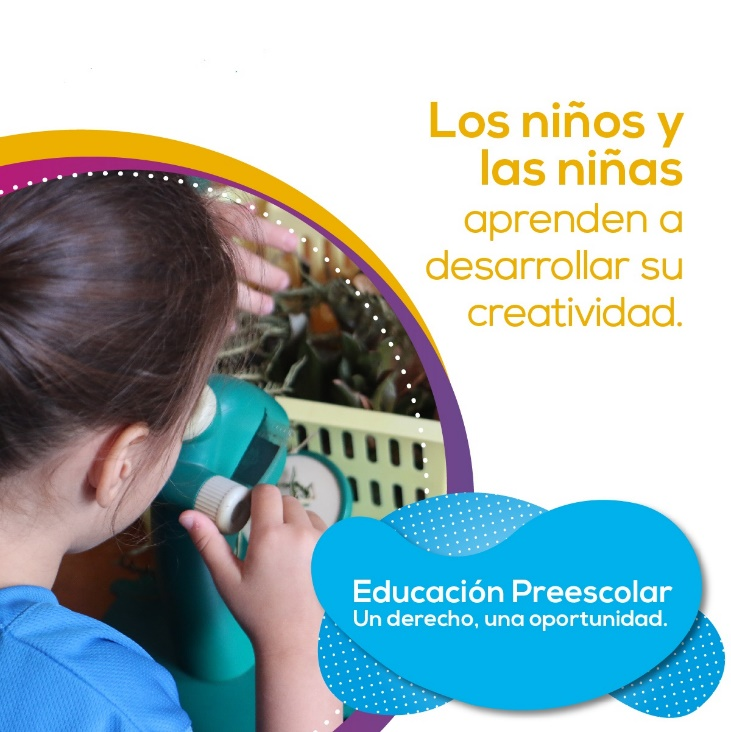 Los niños y
las niñas
aprenden a
desarrollar su
creatividad.
Educación Preescolar
Un derecho, una oportunidad.